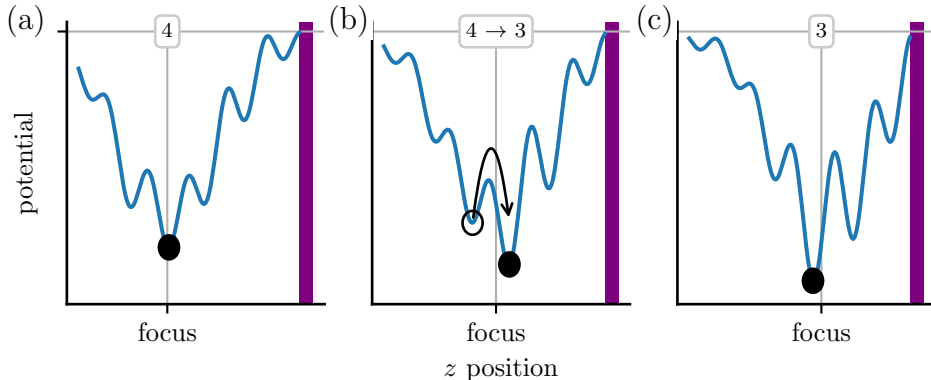 (a)
4
(b)
4 → 3
(c)
3
potential
focus
focus
focus
z position